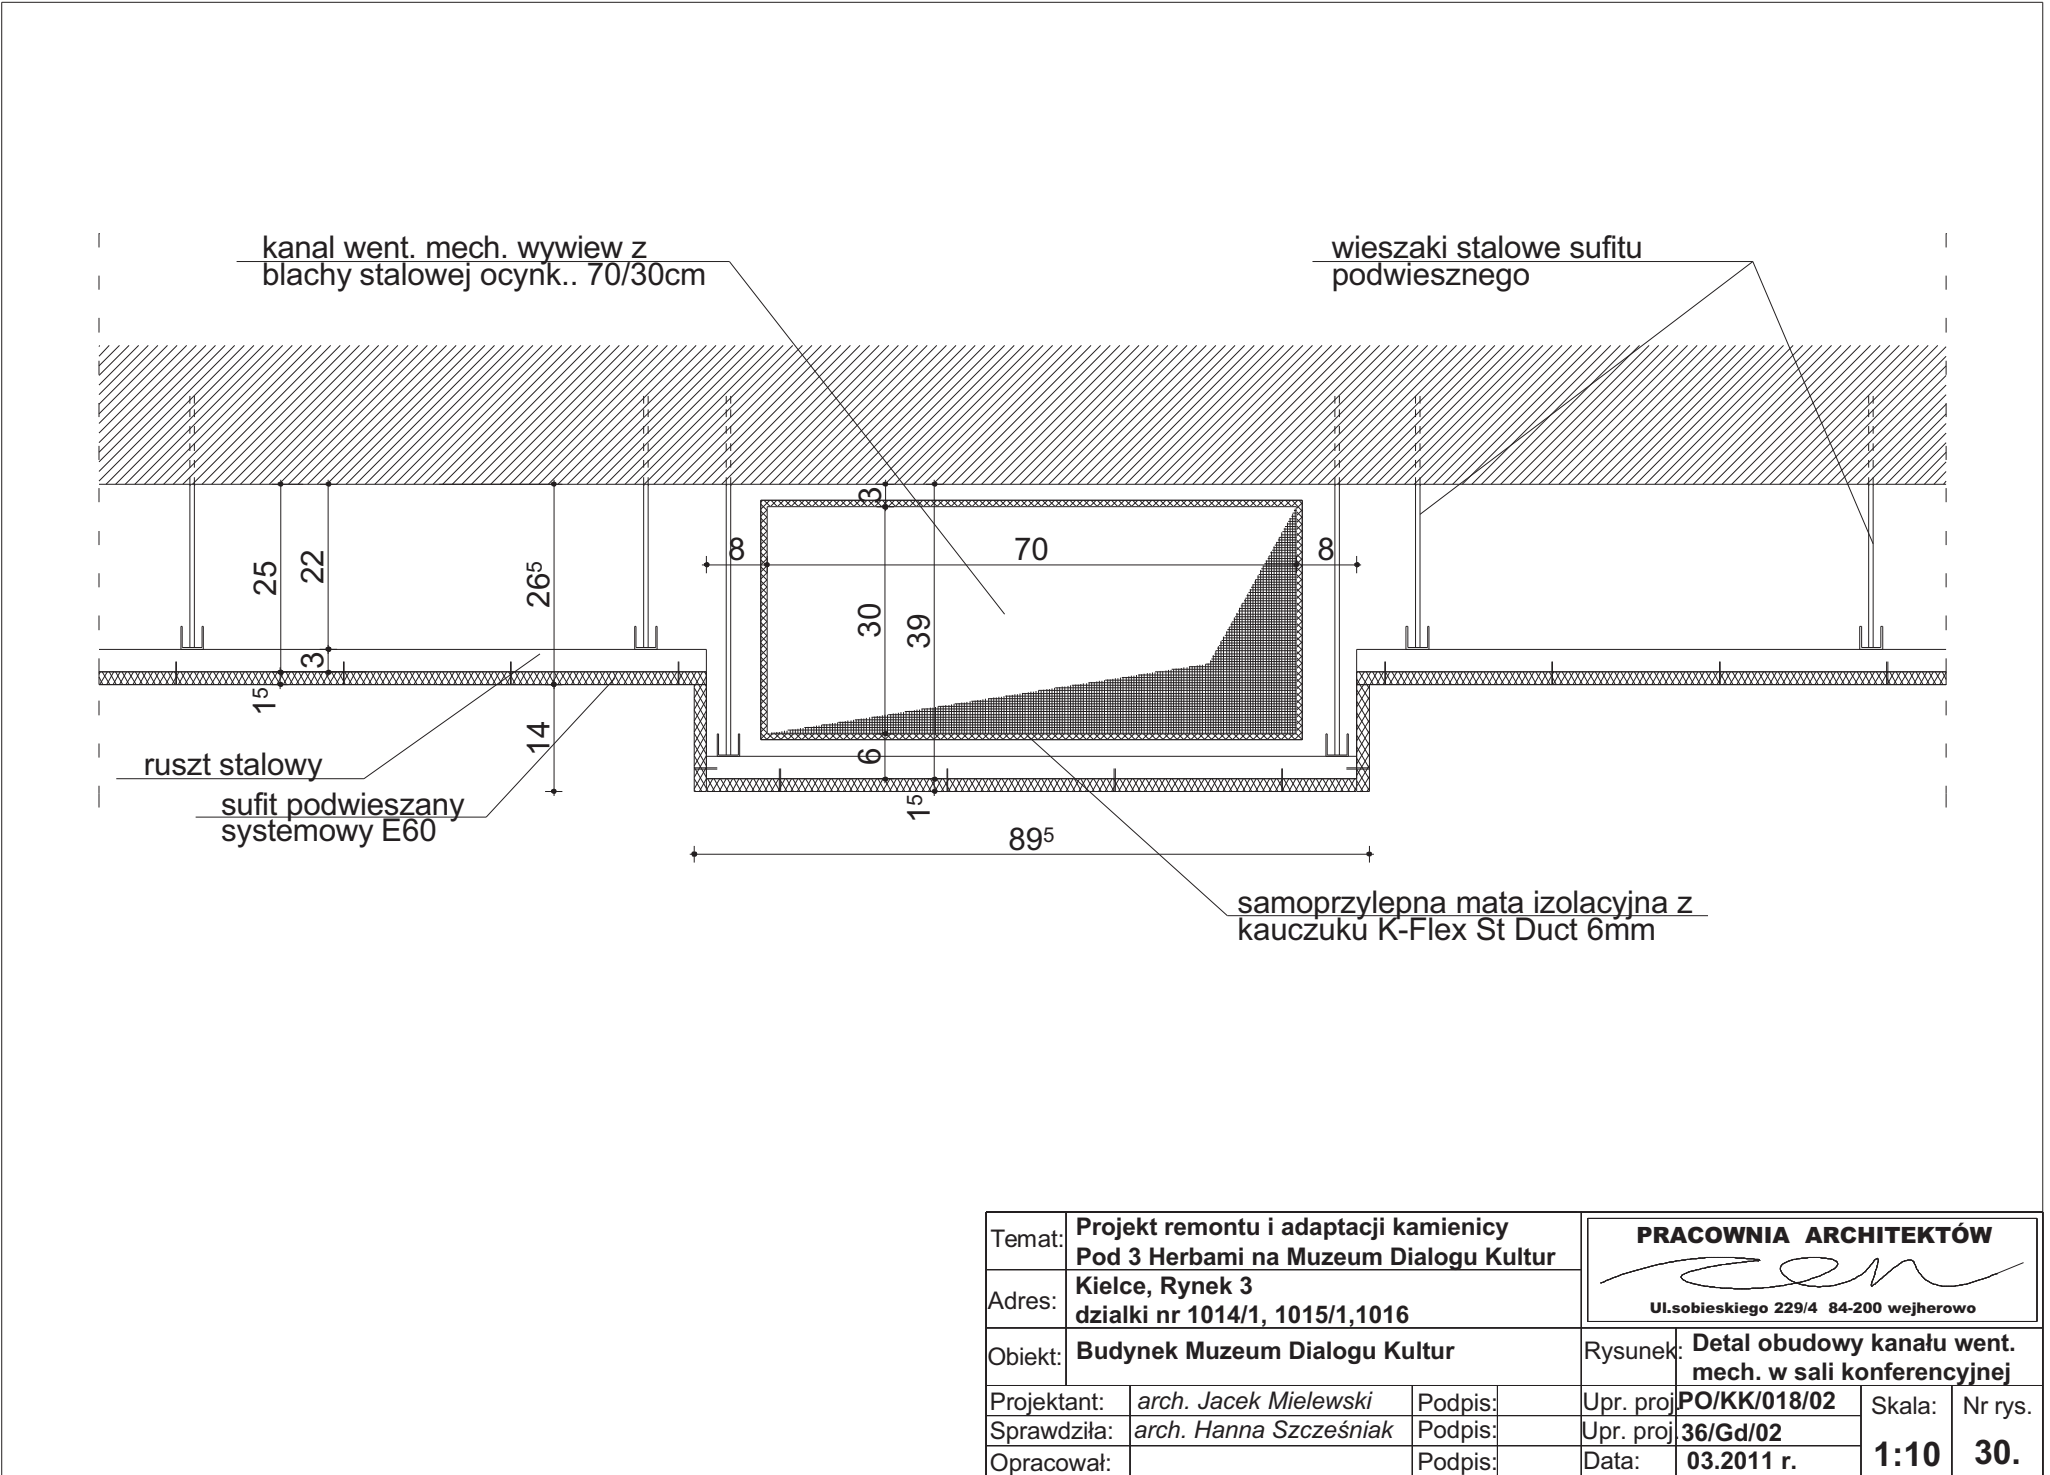 kanal went. mech. wywiew z
blachy stalowej ocynk.. 70/30cm
wieszaki stalowe sufitu
podwiesznego
3
25
22
26⁵
8
70
8
30
39
3
1⁵
14
6
1⁵
ruszt stalowy
sufit podwieszany
systemowy E60
89⁵
samoprzylepna mata izolacyjna z
kauczuku K-Flex St Duct 6mm
Temat:
Projekt remontu i adaptacji kamienicy
Pod 3 Herbami na Muzeum Dialogu Kultur
PRACOWNIA ARCHITEKTÓW
zen
Ul.sobieskiego 229/4 84-200 wejherowo
Adres:
Kielce, Rynek 3
dzialki nr 1014/1, 1015/1,1016
Obiekt:
Budynek Muzeum Dialogu Kultur
Rysunek:
Detal obudowy kanału went.
mech. w sali konferencyjnej
Projektant: arch. Jacek Mielewski Podpis: Upr. proj. PO/KK/018/02
Sprawdziła: arch. Hanna Szcześniak Podpis: Upr. proj. 36/Gd/02
Opracował: Podpis: Data: 03.2011 r.
Skala:
1:10
Nr rys.
30.